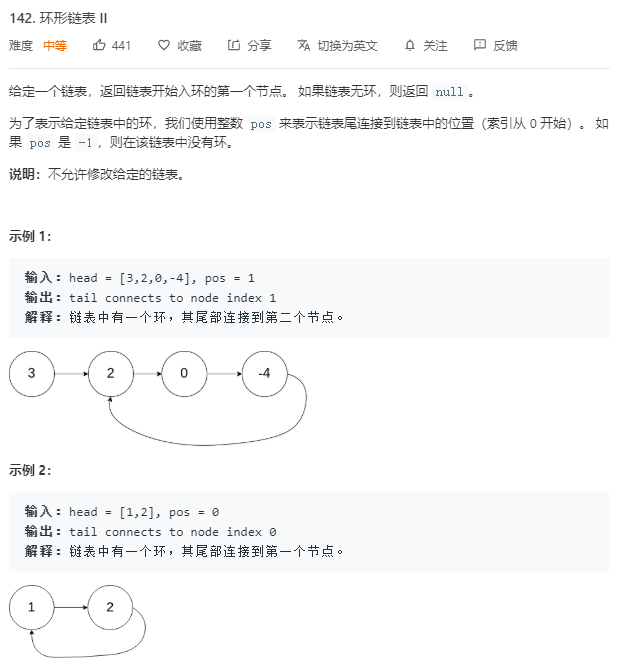 142. 环形链表 II
难度 中等 441 收藏 分享 切换为英文 关注 反馈
给定一个链表，返回链表开始入环的第一个节点。 如果链表无环，则返回 null。
为了表示给定链表中的环，我们使用整数 pos 来表示链表尾连接到链表中的位置（索引从 0 开始）。 如
果 pos 是 -1，则在该链表中没有环。
说明：不允许修改给定的链表。
示例 1：
输入：head = [3,2,0,-4], pos = 1
输出：tail connects to node index 1
解释：链表中有一个环，其尾部连接到第二个节点。
3 2 0 -4
示例 2：
输入：head = [1,2], pos = 0
输出：tail connects to node index 0
解释：链表中有一个环，其尾部连接到第一个节点。
1 2